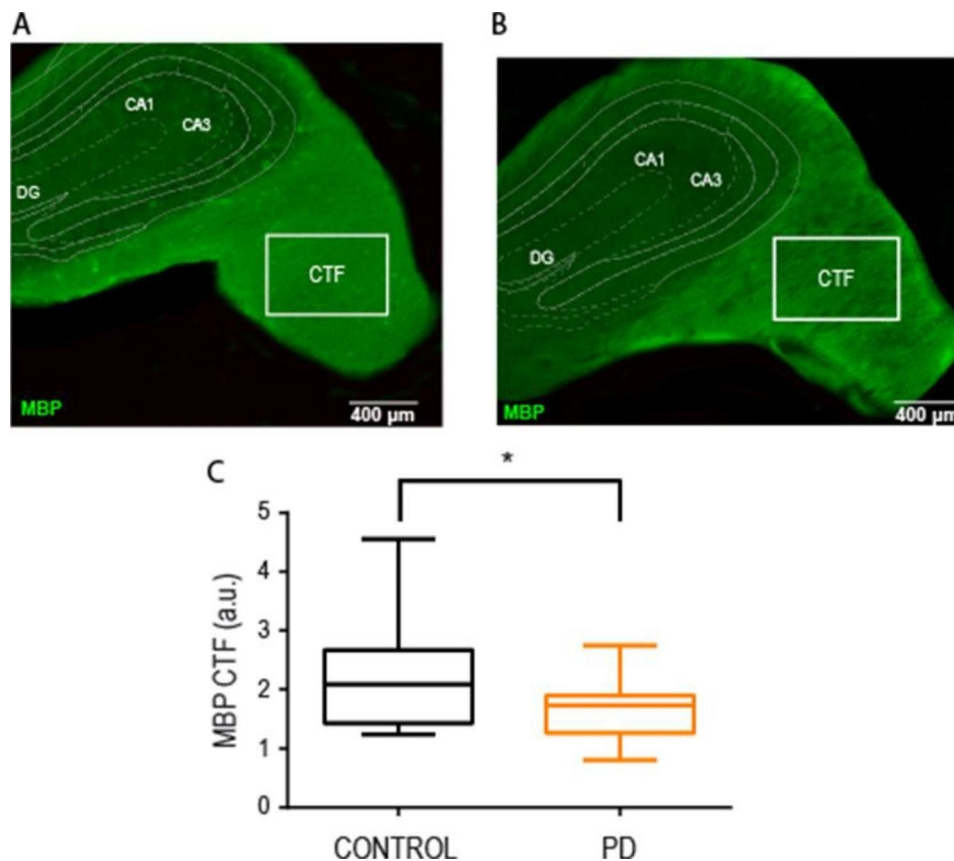 A
CA1
CA3
DG
CTF
MBP
400 µm
B
CA1
CA3
DG
CTF
MBP
400 µm
C
*
MBP CTF (a.u.)
5
4
3
2
1
0
CONTROL
PD